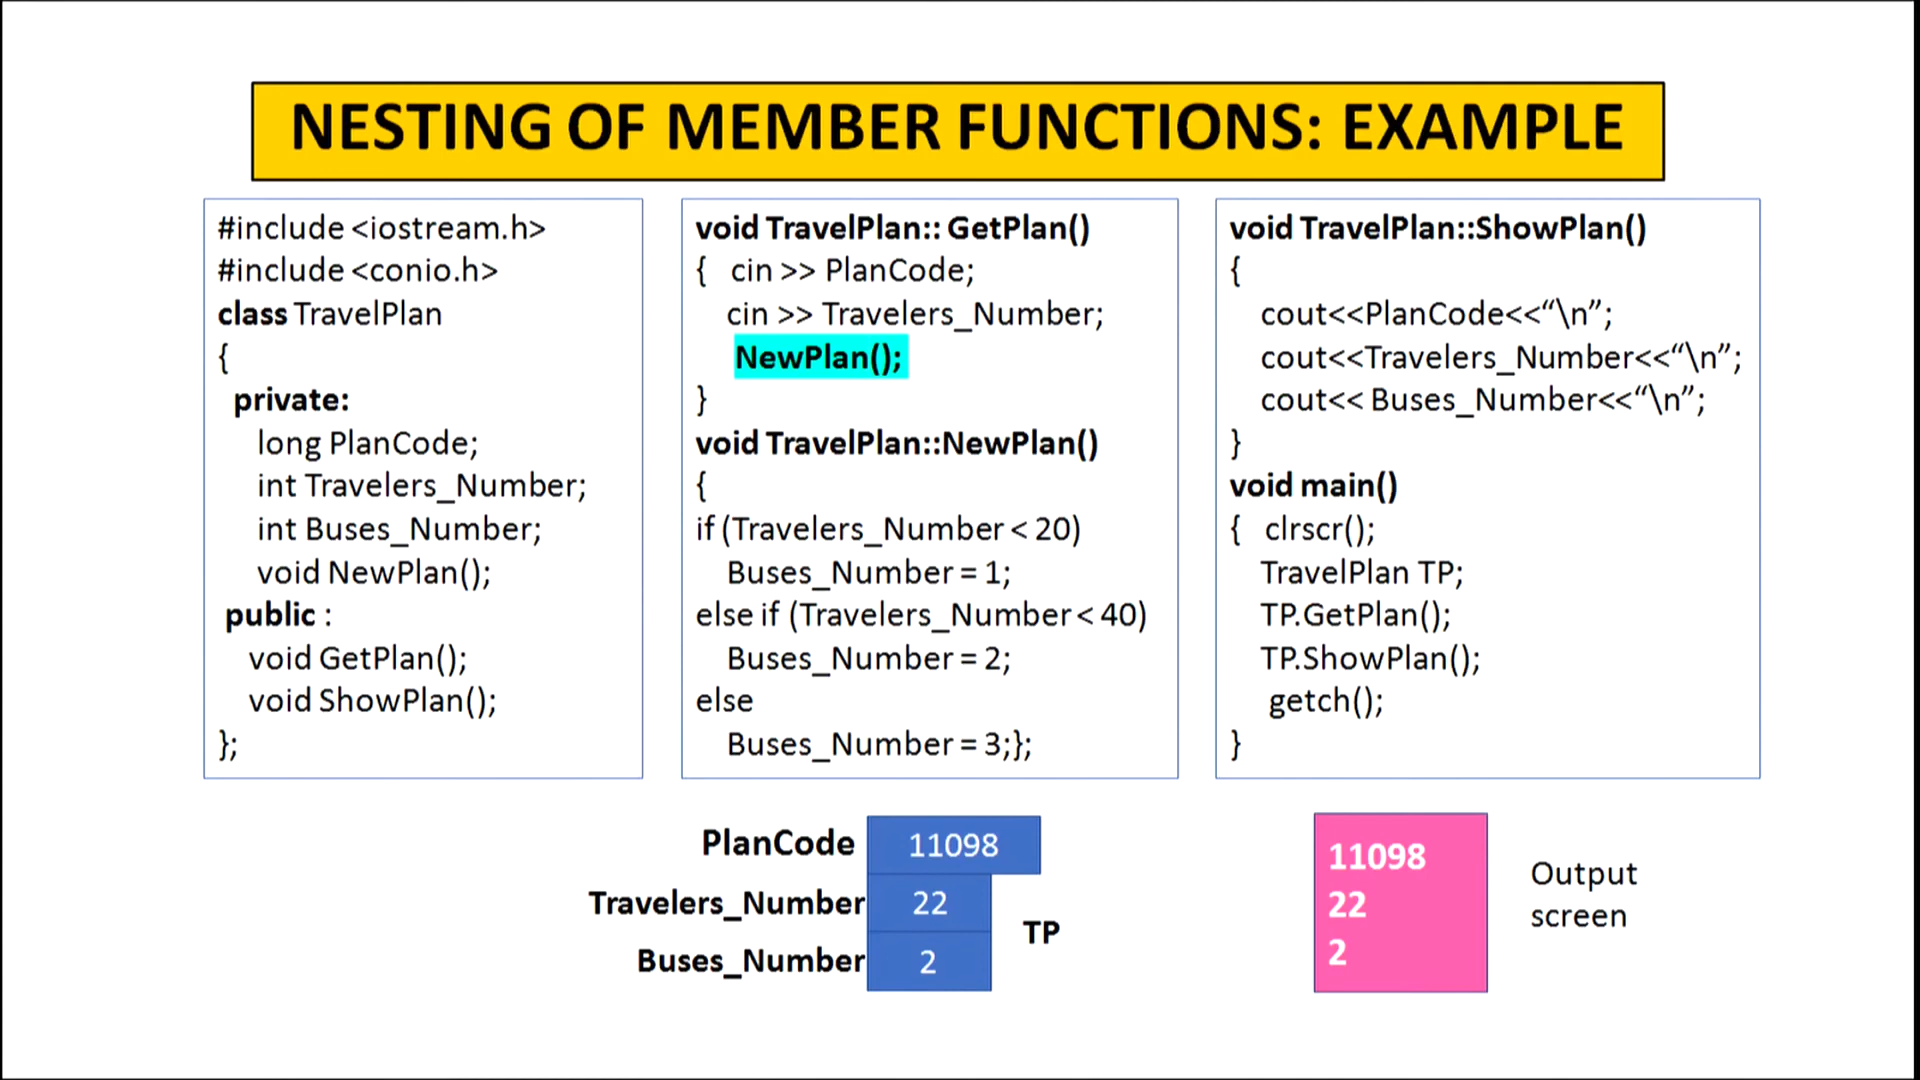 NESTING OF MEMBER FUNCTIONS: EXAMPLE
#include <iostream.h>
#include <conio.h>
class TravelPlan
{
private:
long PlanCode;
int Travelers_Number;
int Buses_Number;
void NewPlan();
public :
void GetPlan();
void ShowPlan();
};
void TravelPlan:: GetPlan()
{ cin >> PlanCode;
cin >> Travelers_Number;
NewPlan();
}
void TravelPlan::NewPlan()
{
if (Travelers_Number < 20)
Buses_Number = 1;
else if (Travelers_Number < 40)
Buses_Number = 2;
else
Buses_Number = 3;};
void TravelPlan::ShowPlan()
{
cout<<PlanCode<<“\n”;
cout<<Travelers_Number<<“\n”;
cout<< Buses_Number<<“\n”;
}
void main()
{ clrscr();
TravelPlan TP;
TP.GetPlan();
TP.ShowPlan();
getch();
}
PlanCode 11098
Travelers_Number 22
TP
Buses_Number 2
11098
22
2
Output
screen